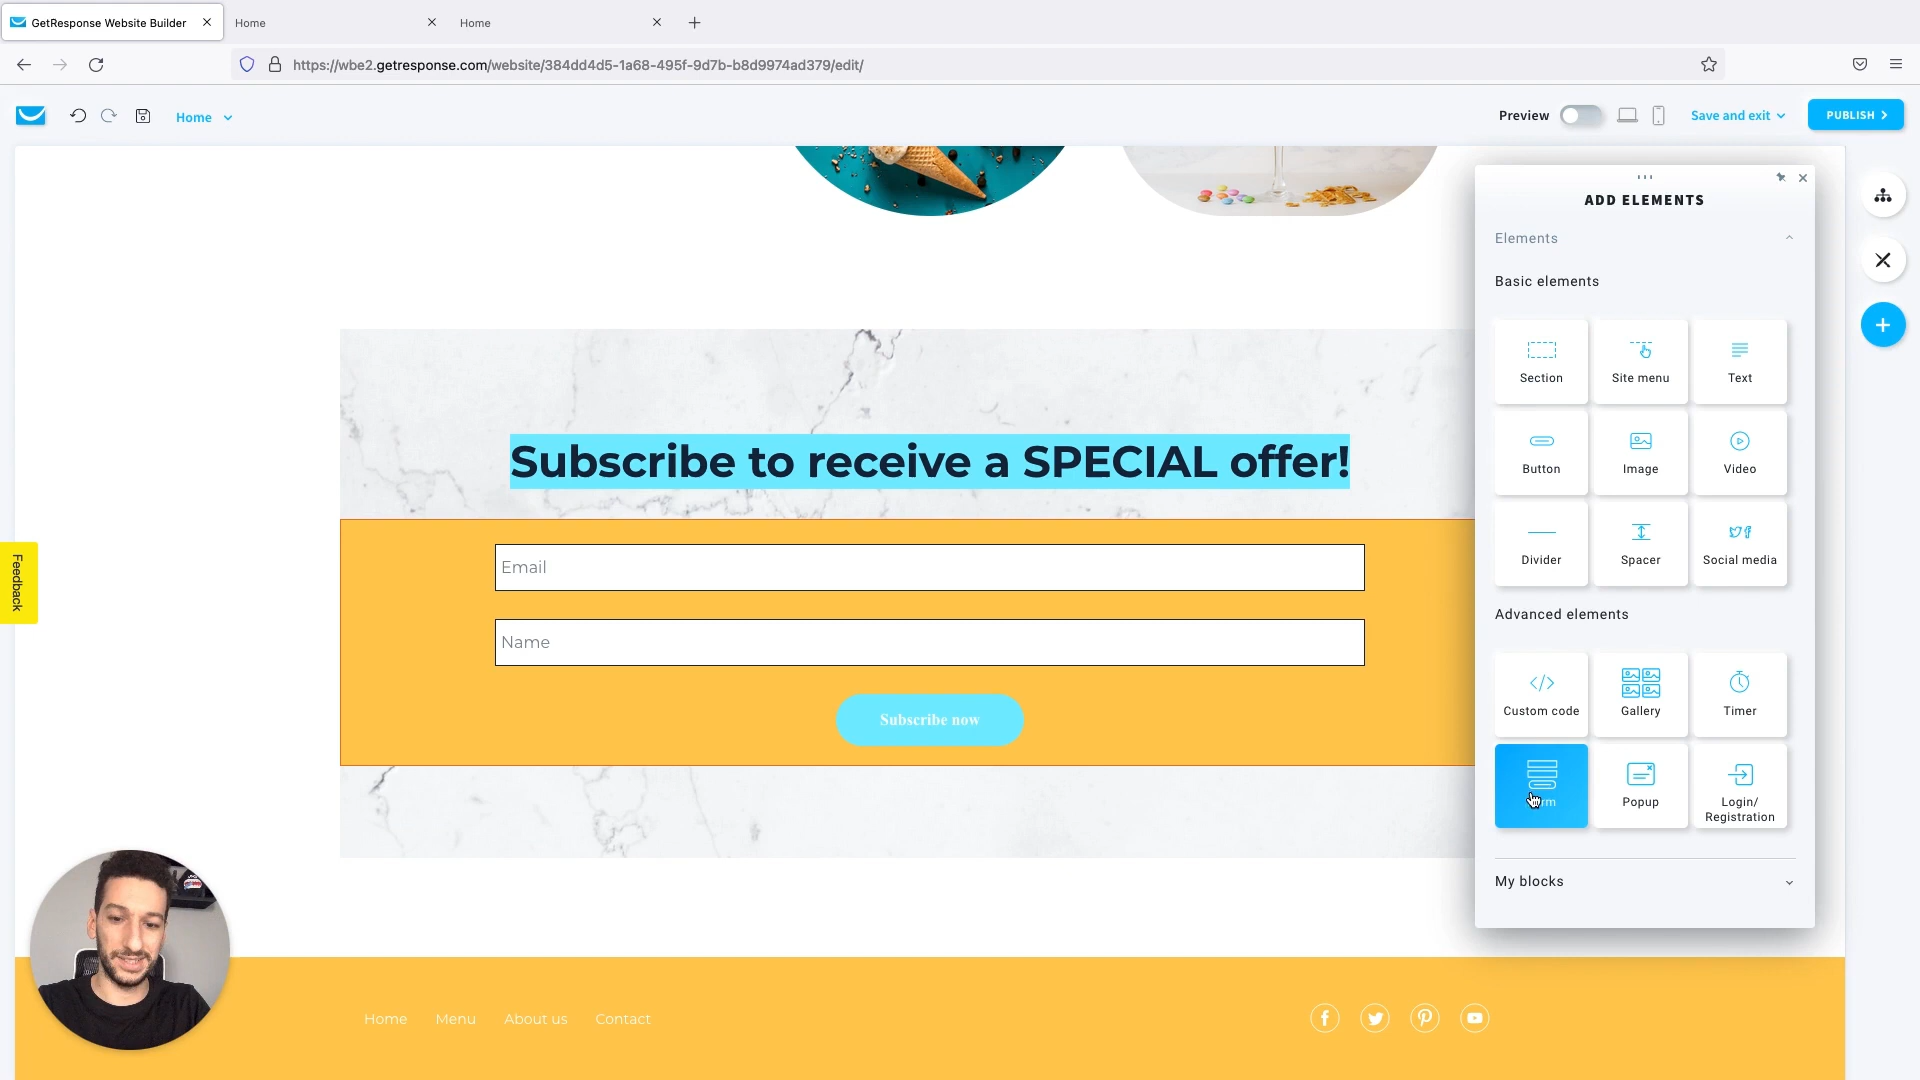 GetResponse Website Builder
Home
Home
https://wbe2.getresponse.com/website/384dd4d5-1a68-495f-9d7b-b8d9974ad379/edit/
Home
Preview
Save and exit
PUBLISH
ADD ELEMENTS
Elements
Basic elements
Section
Site menu
Text
Button
Image
Video
Divider
Spacer
Social media
Advanced elements
Custom code
Gallery
Timer
Popup
Login/
Registration
My blocks
Subscribe to receive a SPECIAL offer!
Email
Name
Subscribe now
Feedback
Home
Menu
About us
Contact